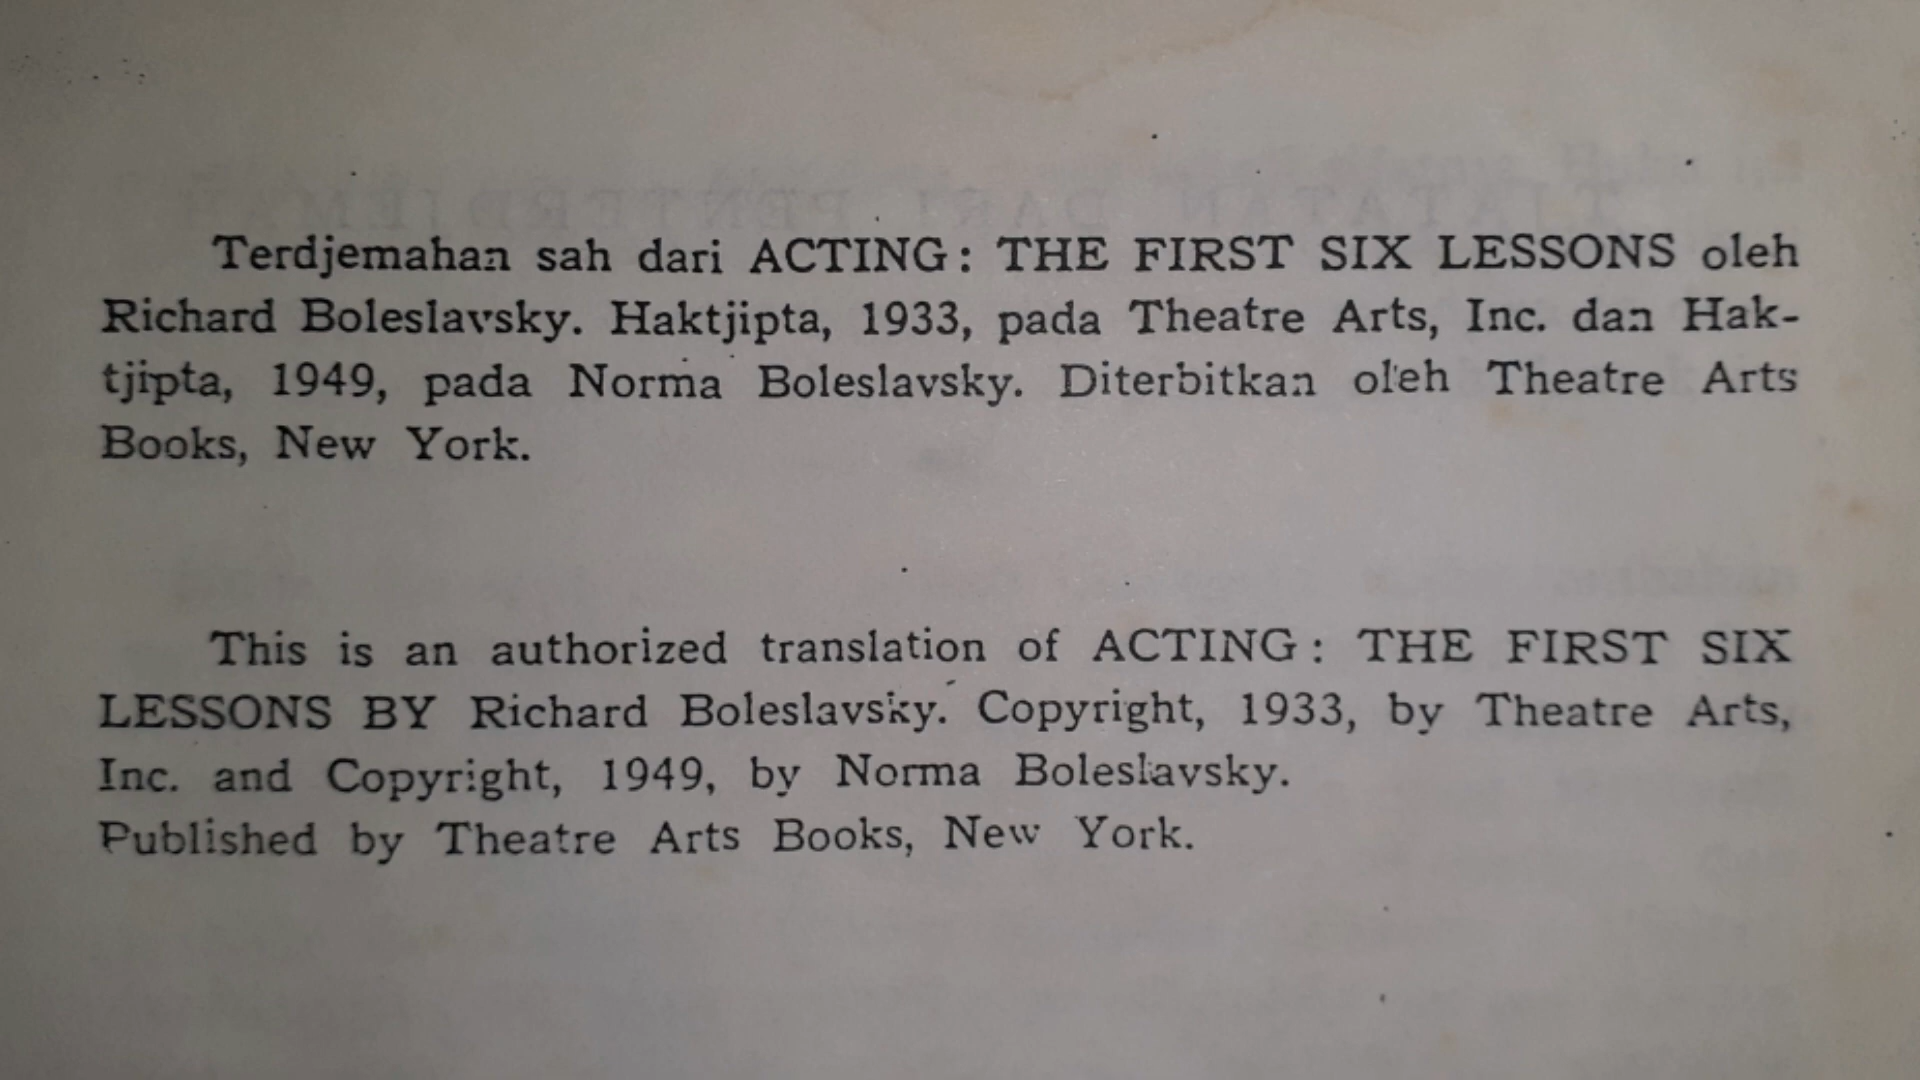 Terdjemahan sah dari ACTING: THE FIRST SIX LESSONS oleh
Richard Boleslavsky. Haktjipta, 1933, pada Theatre Arts, Inc. dan Hak-
tjipta, 1949, pada Norma Boleslavsky. Diterbitkan oleh Theatre Arts
Books, New York.
This is an authorized translation of ACTING: THE FIRST SIX
LESSONS BY Richard Boleslavsky. Copyright, 1933, by Theatre Arts,
Inc. and Copyright, 1949, by Norma Boleslavsky.
Published by Theatre Arts Books, New York.